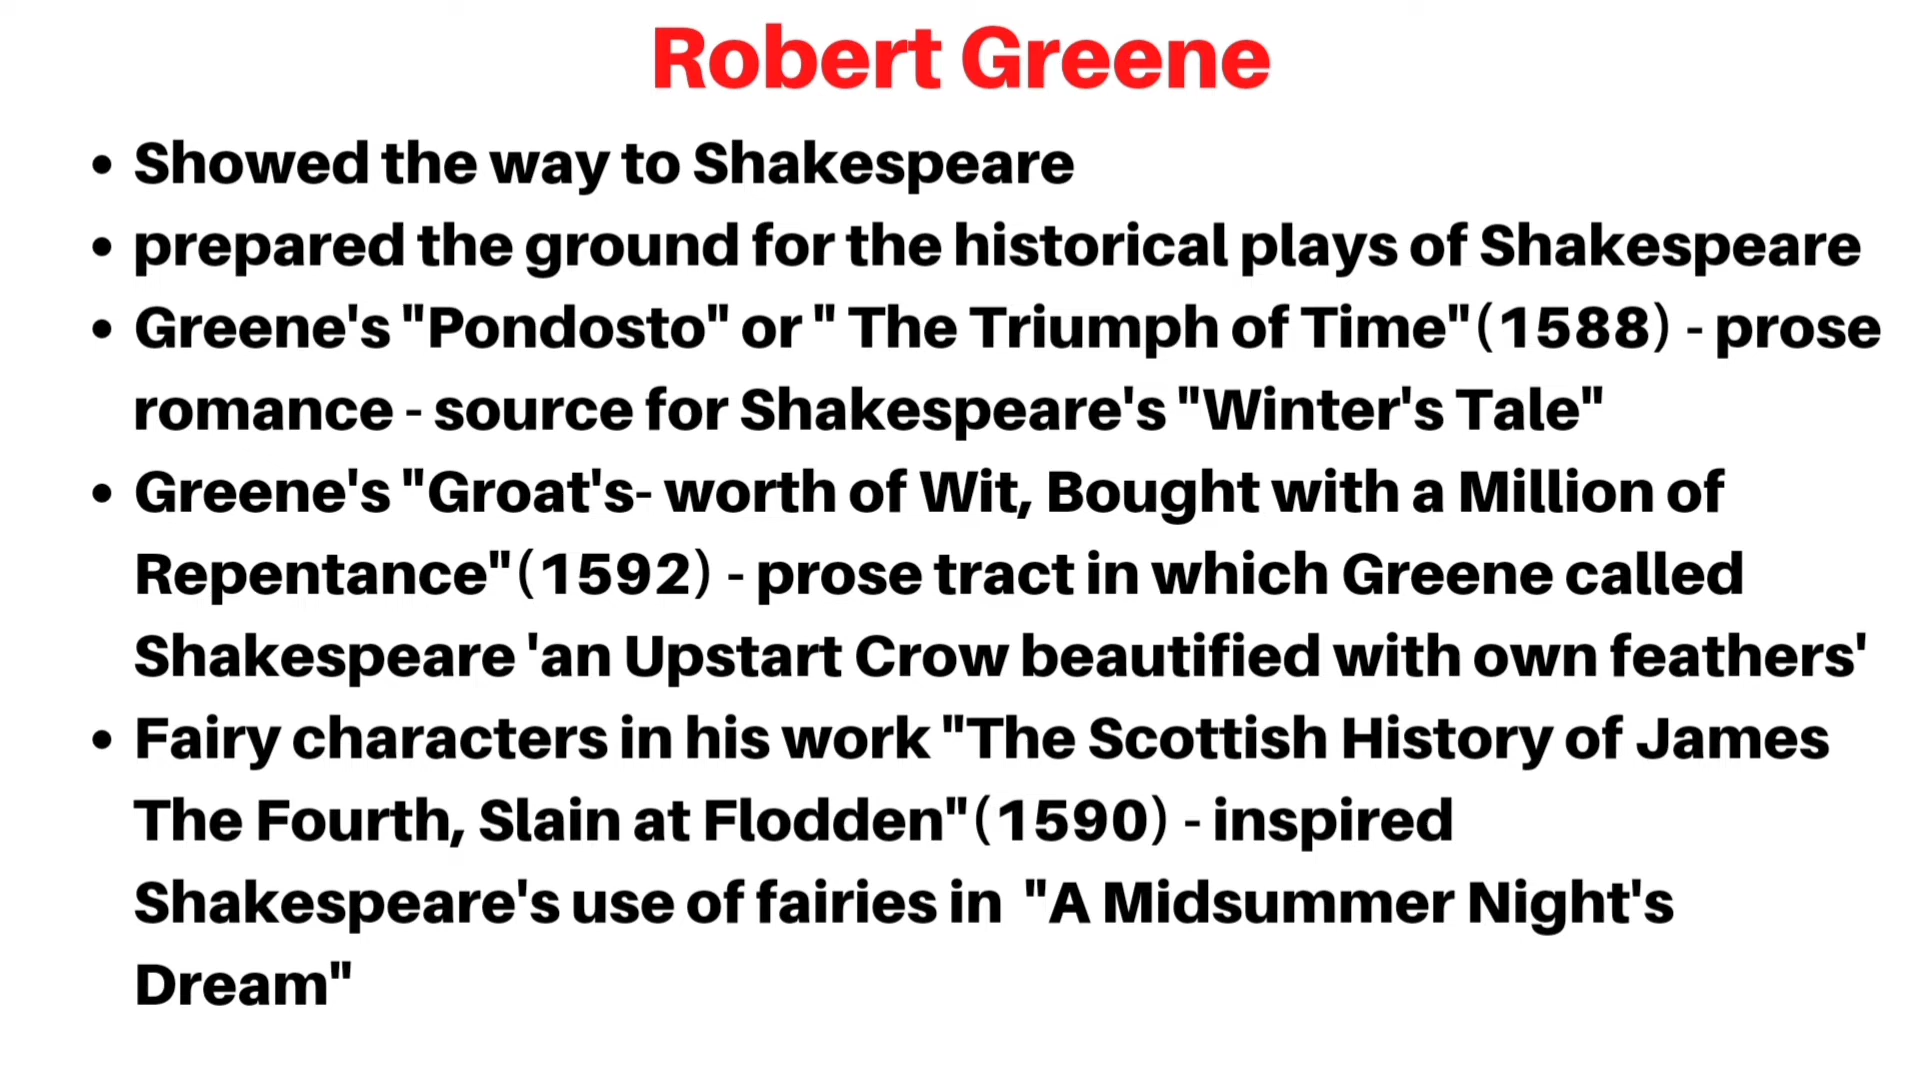 Robert Greene
• Showed the way to Shakespeare
• prepared the ground for the historical plays of Shakespeare
• Greene's "Pondosto" or " The Triumph of Time"(1588) - prose
romance - source for Shakespeare's "Winter's Tale"
• Greene's "Groat's- worth of Wit, Bought with a Million of
Repentance"(1592) - prose tract in which Greene called
Shakespeare 'an Upstart Crow beautified with own feathers'
• Fairy characters in his work "The Scottish History of James
The Fourth, Slain at Flodden"(1590) - inspired
Shakespeare's use of fairies in "A Midsummer Night's
Dream"